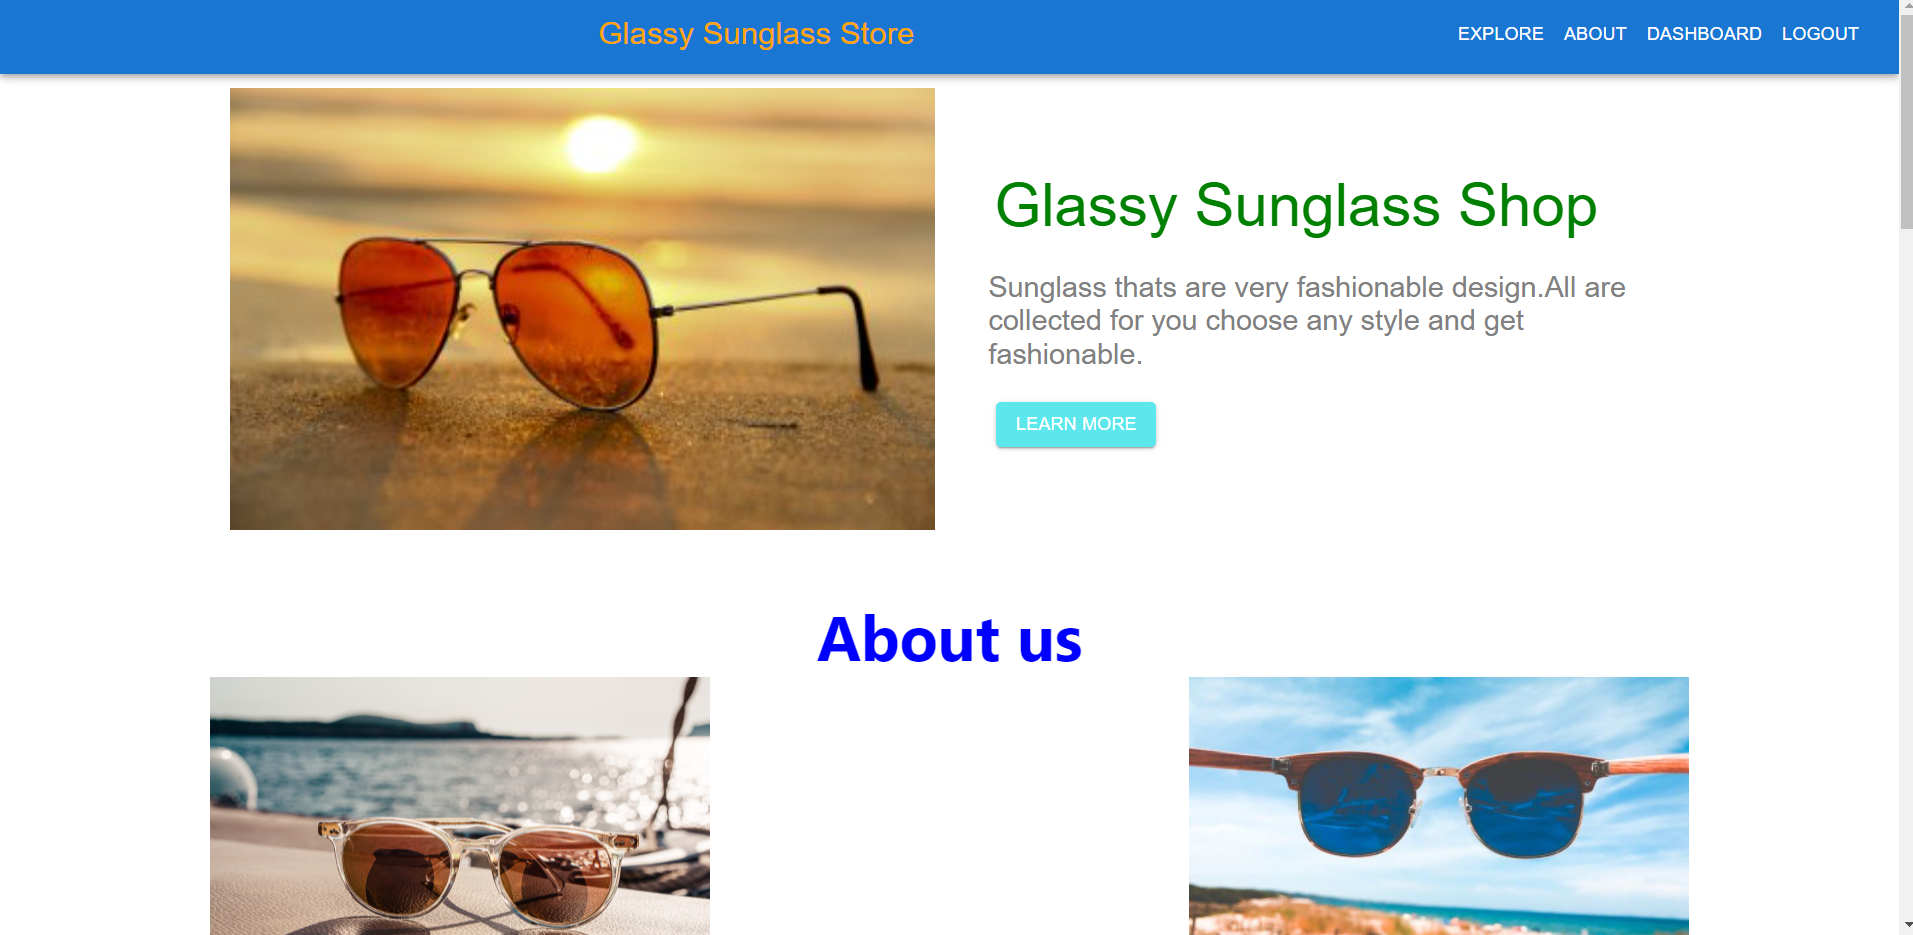 Glassy Sunglass Store
EXPLORE ABOUT DASHBOARD LOGOUT
Glassy Sunglass Shop
Sunglass thats are very fashionable design.All are
collected for you choose any style and get
fashionable.
LEARN MORE
About us